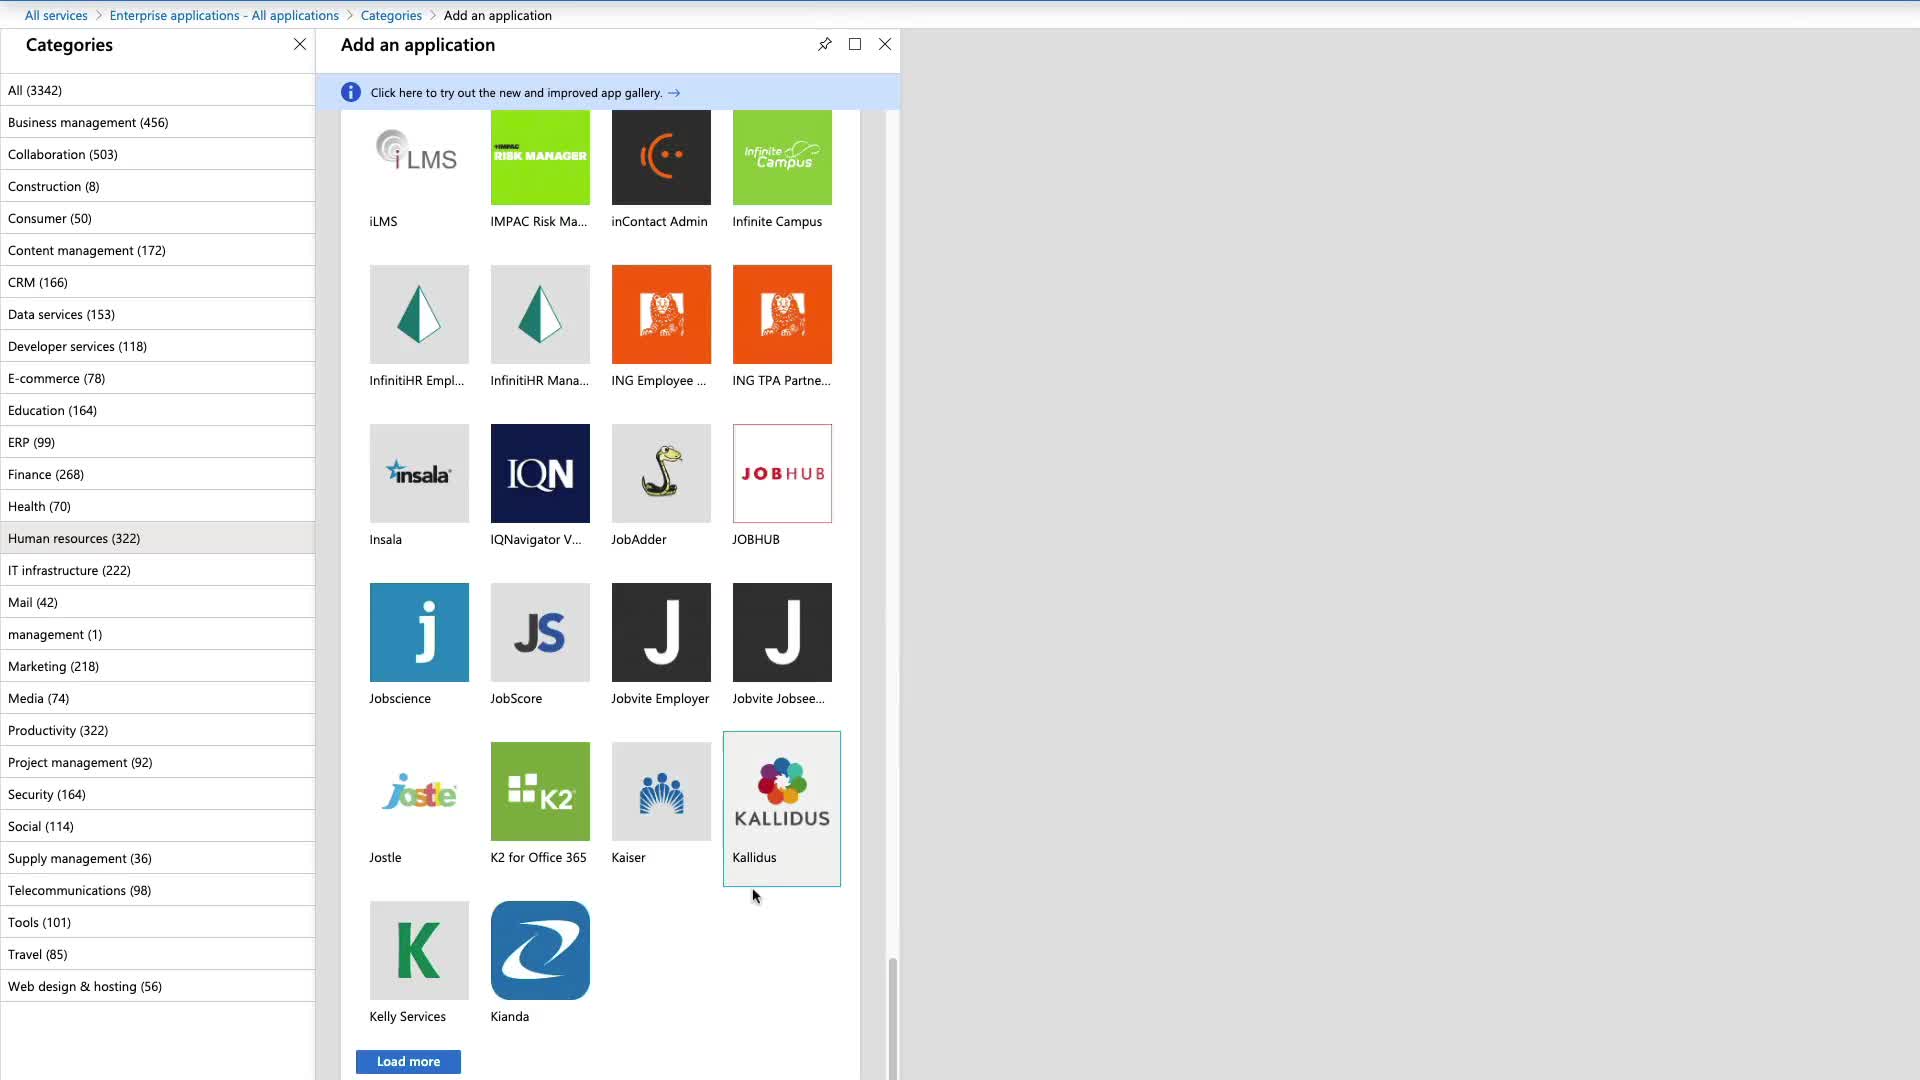 All services > Enterprise applications - All applications > Categories > Add an application
Categories
Add an application
Click here to try out the new and improved app gallery. →
All (3342)
Business management (456)
Collaboration (503)
Construction (8)
Consumer (50)
Content management (172)
CRM (166)
Data services (153)
Developer services (118)
E-commerce (78)
Education (164)
ERP (99)
Finance (268)
Health (70)
Human resources (322)
IT infrastructure (222)
Mail (42)
management (1)
Marketing (218)
Media (74)
Productivity (322)
Project management (92)
Security (164)
Social (114)
Supply management (36)
Telecommunications (98)
Tools (101)
Travel (85)
Web design & hosting (56)
iLMS
IMPAC
RISK MANAGER
Infinite
Campus
iLMS
IMPAC Risk Ma...
inContact Admin
Infinite Campus
InfinitiHR Empl...
InfinitiHR Mana...
ING Employee ...
ING TPA Partne...
insala
IQN
JOBHUB
Insala
IQNavigator V...
JobAdder
JOBHUB
j
JS
J
J
Jobscience
JobScore
Jobvite Employer
Jobvite Jobsee...
jostle
K2
KALLIDUS
Jostle
K2 for Office 365
Kaiser
Kallidus
K
Kelly Services
Kianda
Load more